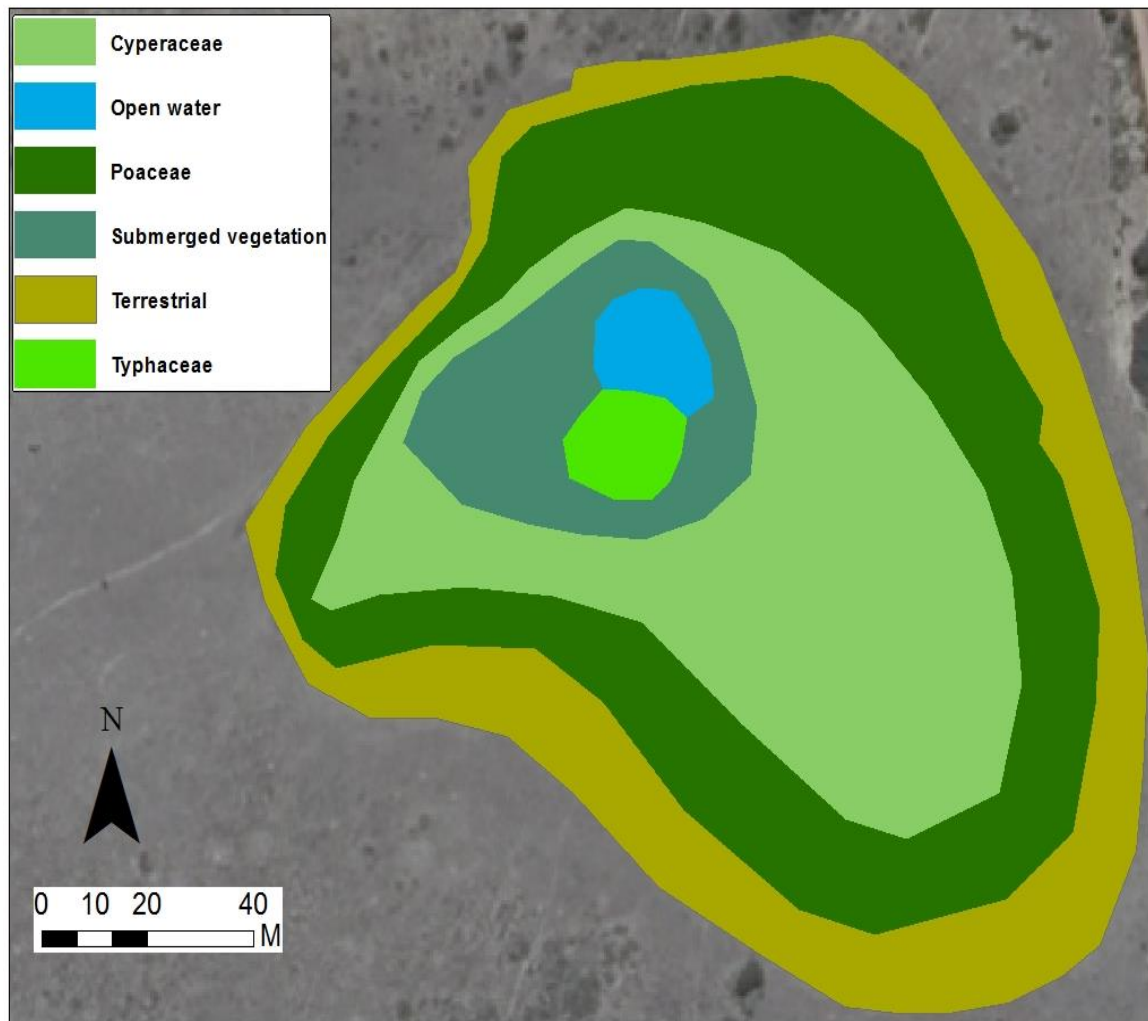 Cyperaceae
Open water
Poaceae
Submerged vegetation
Terrestrial
Typhaceae
N
0 10 20 40
M